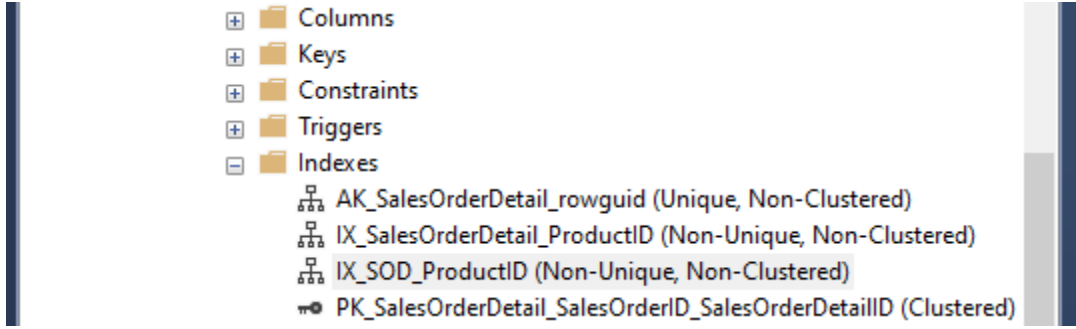 Columns
Keys
Constraints
Triggers
Indexes
AK_SalesOrderDetail_rowguid (Unique, Non-Clustered)
IX_SalesOrderDetail_ProductID (Non-Unique, Non-Clustered)
IX_SOD_ProductID (Non-Unique, Non-Clustered)
PK_SalesOrderDetail_SalesOrderID_SalesOrderDetailID (Clustered)